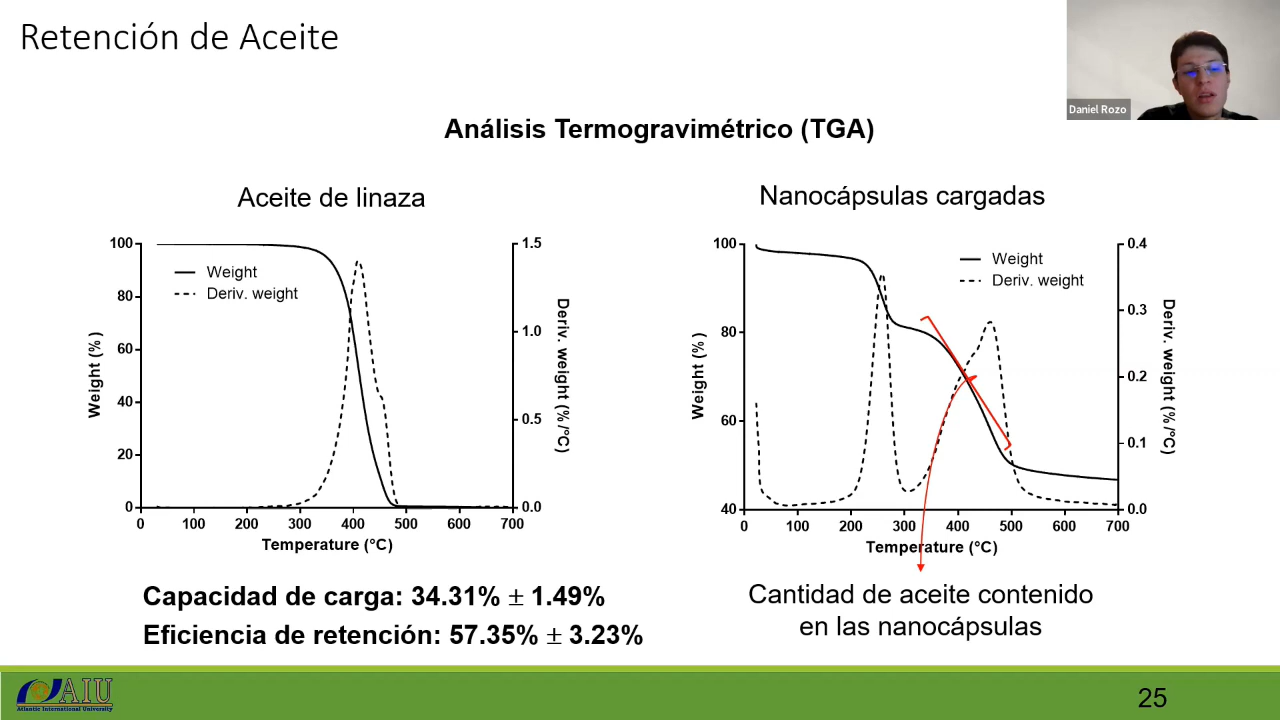 Retención de Aceite
Daniel Rozo
Análisis Termogravimétrico (TGA)
Aceite de linaza
Nanocápsulas cargadas
100
80
60
40
20
0
Weight (%)
Weight
Deriv. weight
1.5
1.0
0.5
0.0
Deriv. weight (%/°C)
0 100 200 300 400 500 600 700
Temperature (°C)
100
80
60
40
Weight (%)
Weight
Deriv. weight
0.4
0.3
0.2
0.1
0.0
Deriv. weight (%/°C)
0 100 200 300 400 500 600 700
Temperature (°C)
Capacidad de carga: 34.31% ± 1.49%
Eficiencia de retención: 57.35% ± 3.23%
Cantidad de aceite contenido
en las nanocápsulas
AIU
Atlantic International University
25